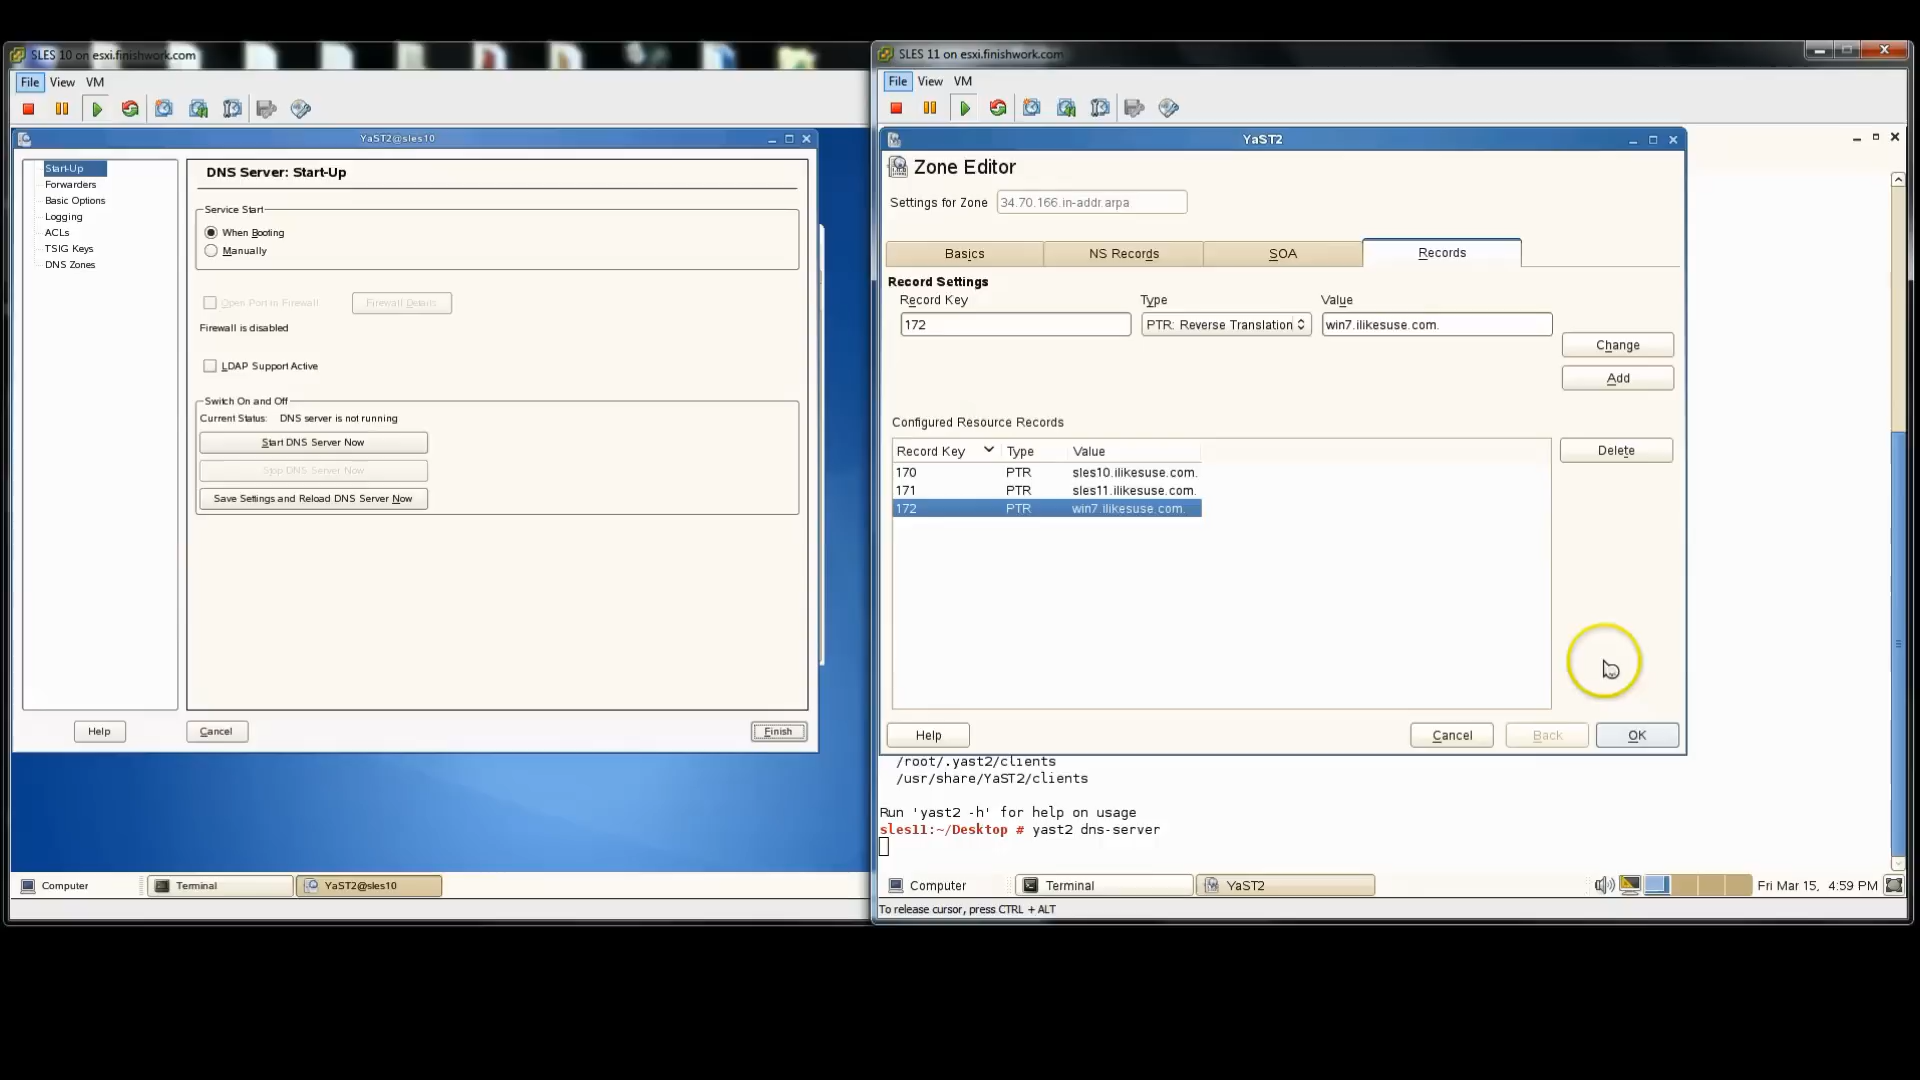 SLES 10 on esxi.finishwork.com
File View VM
YaST2@sles10
Start-Up
Forwarders
Basic Options
Logging
ACLs
TSIG Keys
DNS Zones
DNS Server: Start-Up
Service Start
When Booting
Manually
Open Port in Firewall
Firewall Details
Firewall is disabled
LDAP Support Active
Switch On and Off
Current Status: DNS server is not running
Start DNS Server Now
Stop DNS Server Now
Save Settings and Reload DNS Server Now
Help
Cancel
Finish
Computer
Terminal
YaST2@sles10
SLES 11 on esxi.finishwork.com
File View VM
YaST2
Zone Editor
Settings for Zone 34.70.166.in-addr.arpa
Basics NS Records SOA Records
Record Settings
Record Key Type Value
172 PTR: Reverse Translation win7.ilikesuse.com.
Change
Add
Configured Resource Records
Delete
Record Key Type Value
170 PTR sles10.ilikesuse.com.
171 PTR sles11.ilikesuse.com.
172 PTR win7.ilikesuse.com.
Help Cancel Back OK
/root/.yast2/clients
/usr/share/YaST2/clients
Run 'yast2 -h' for help on usage
sles11:~/Desktop # yast2 dns-server
Computer Terminal YaST2 Fri Mar 15, 4:59 PM
To release cursor, press CTRL + ALT